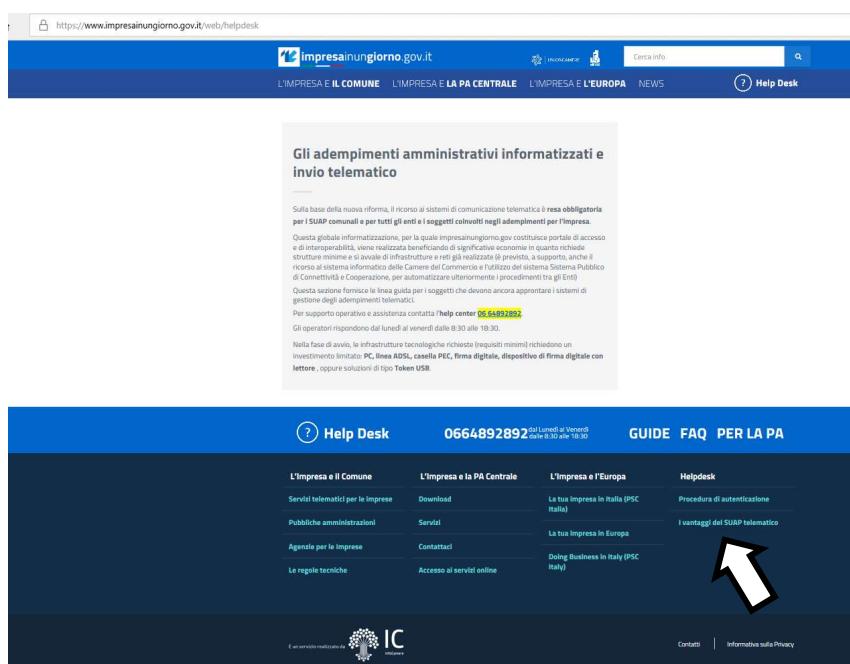 https://www.impresainungiorno.gov.it/web/helpdesk
impresainungiorno.gov.it
UNIONCAMERE
Cerca info
L'IMPRESA E IL COMUNE L'IMPRESA E LA PA CENTRALE L'IMPRESA E L'EUROPA NEWS ? Help Desk
Gli adempimenti amministrativi informatizzati e
invio telematico
Sulla base della nuova riforma, il ricorso ai sistemi di comunicazione telematica è resa obbligatoria
per i SUAP comunali e per tutti gli enti e i soggetti coinvolti negli adempimenti per l'impresa.
Questa globale informatizzazione, per la quale impresainungiorno.gov costituisce portale di accesso
e di interoperabilità, viene realizzata beneficiando di significative economie in quanto richiede
strutture minime e si avvale di infrastrutture e reti già realizzate (è previsto, a supporto, anche il
ricorso al sistema informatico delle Camere del Commercio e l'utilizzo del sistema Sistema Pubblico
di Connettività e Cooperazione, per automatizzare ulteriormente i procedimenti tra gli Enti)
Questa sezione fornisce le linea guida per i soggetti che devono ancora approntare i sistemi di
gestione degli adempimenti telematici.
Per supporto operativo e assistenza contatta l'help center 06 64892892.
Gli operatori rispondono dal lunedì al venerdì dalle 8:30 alle 18:30.
Nella fase di avvio, le infrastrutture tecnologiche richieste (requisiti minimi) richiedono un
investimento limitato: PC, linea ADSL, casella PEC, firma digitale, dispositivo di firma digitale con
lettore , oppure soluzioni di tipo Token USB.
? Help Desk 0664892892 dal Lunedì al Venerdì
dalle 8:30 alle 18:30
GUIDE FAQ PER LA PA
L'Impresa e il Comune
Servizi telematici per le imprese
Pubbliche amministrazioni
Agenzie per le imprese
Le regole tecniche
L'Impresa e la PA Centrale
Download
Servizi
Contattaci
Accesso ai servizi online
L'Impresa e l'Europa
La tua impresa in Italia (PSC
Italia)
La tua Impresa in Europa
Doing Business in Italy (PSC
Italy)
Helpdesk
Procedura di autenticazione
I vantaggi del SUAP telematico
È un servizio realizzato da
IC
InfoCamere
Contatti Informativa sulla Privacy